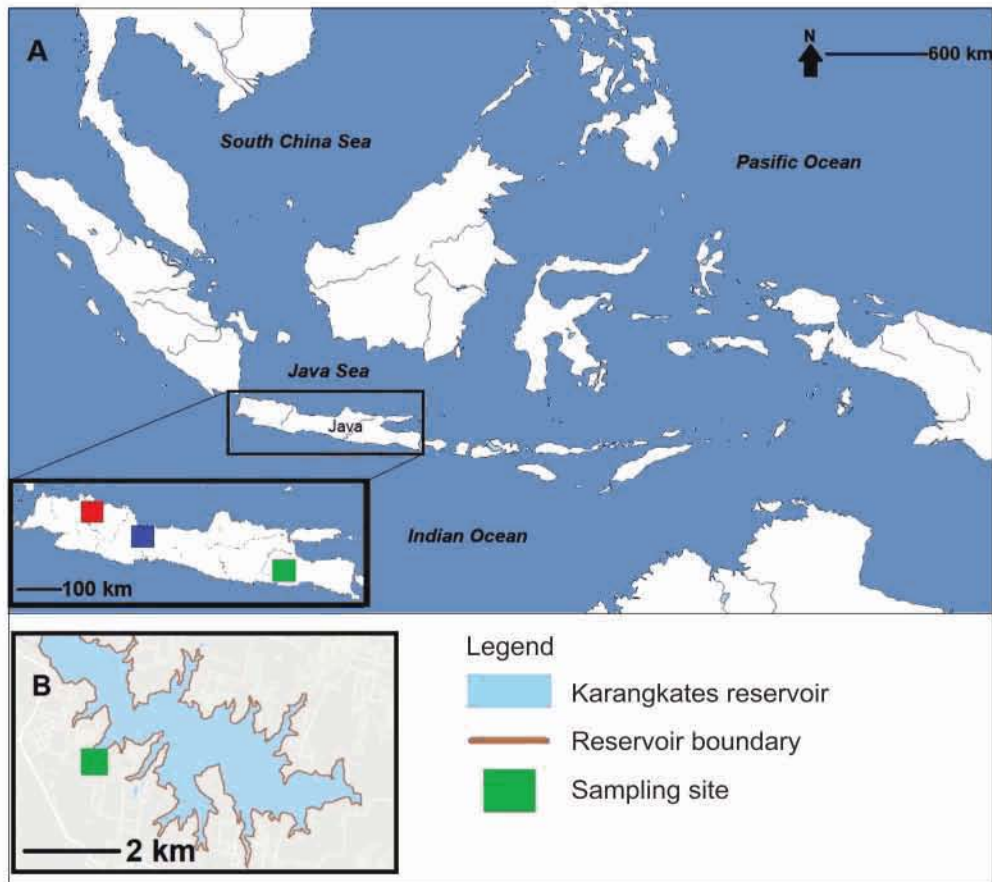 A
N
600 km
South China Sea
Pasific Ocean
Java Sea
Java
Indian Ocean
100 km
B
2 km
Legend
Karangkates reservoir
Reservoir boundary
Sampling site